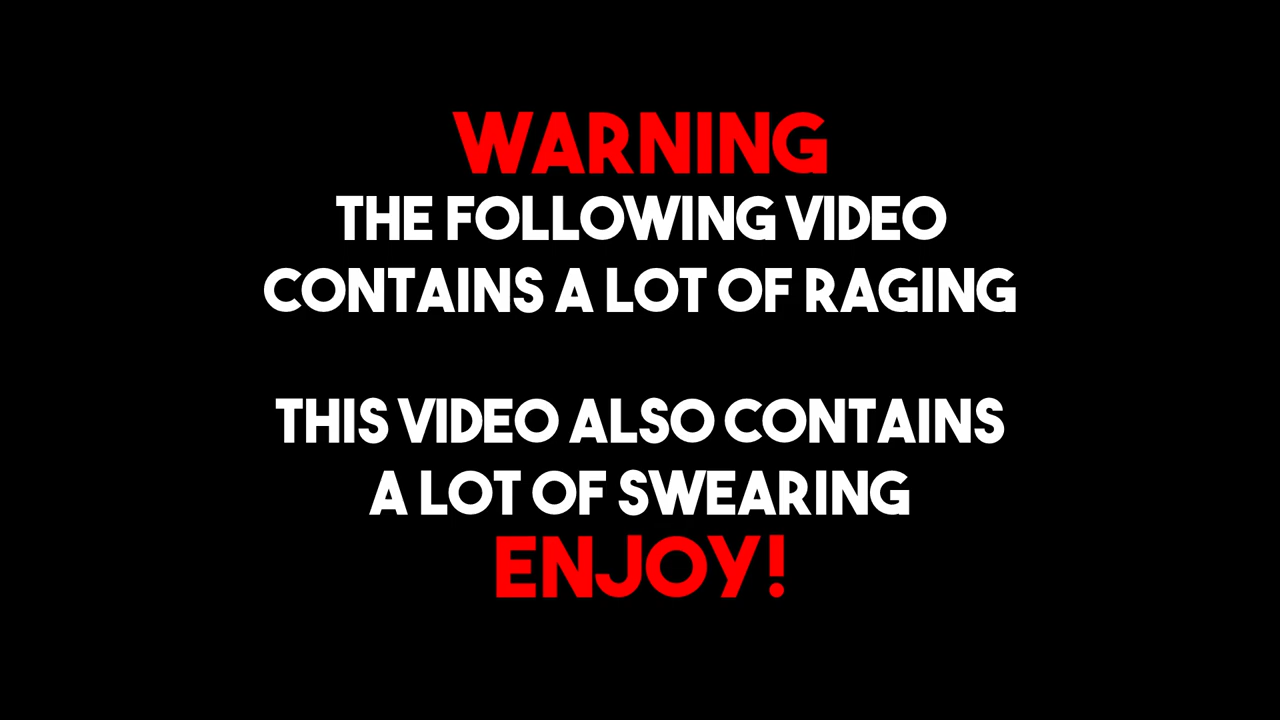 WARNING
THE FOLLOWING VIDEO
CONTAINS A LOT OF RAGING
THIS VIDEO ALSO CONTAINS
A LOT OF SWEARING
ENJOY!